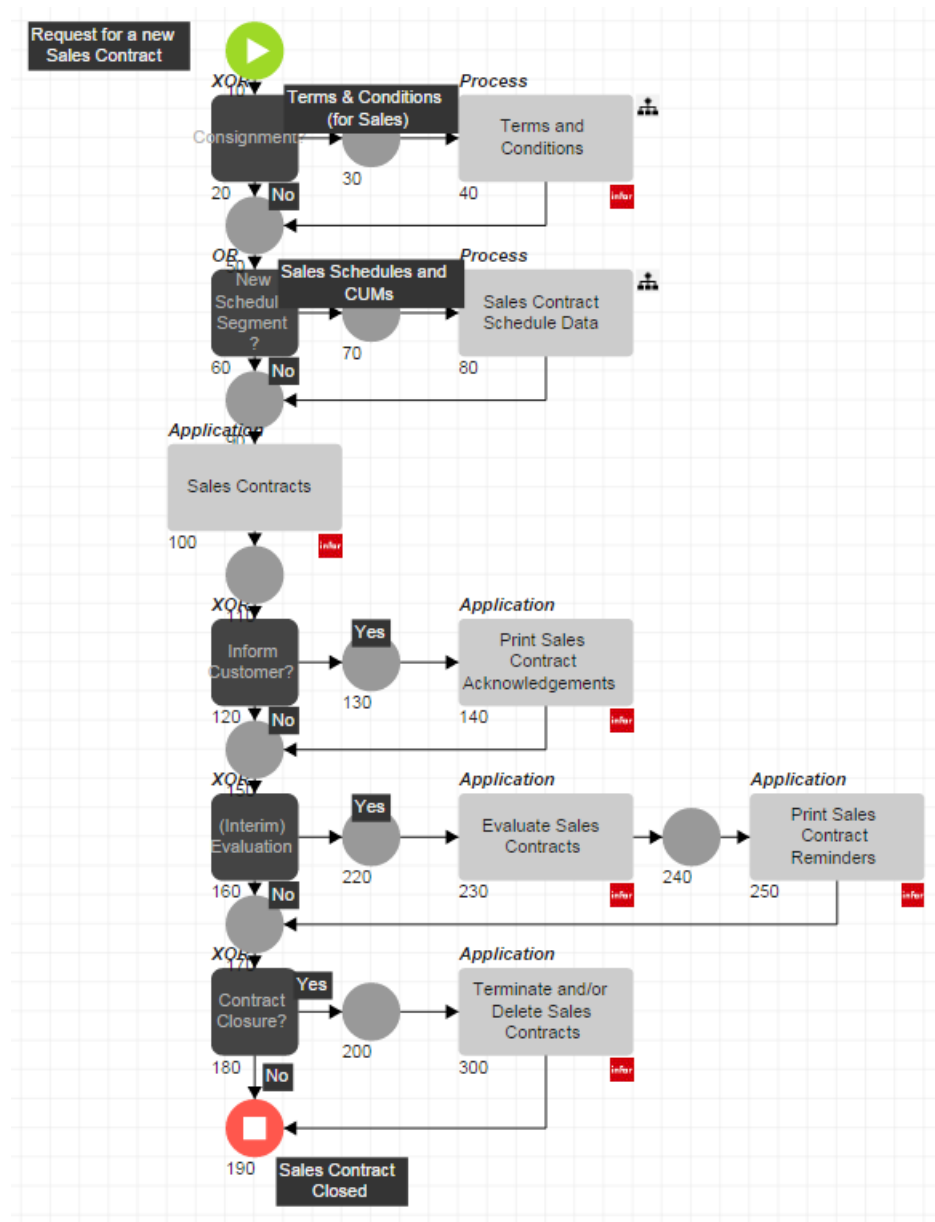 Request for a new
Sales Contract
XOR
10
Terms & Conditions
(for Sales)
Process
Consignment?
Terms and
Conditions
20
No
30
40
infor
50
OR
Sales Schedules and
CUMs
Process
New
Schedul
Segment
?
Sales Contract
Schedule Data
60
No
70
80
90
Application
Sales Contracts
100
infor
110
XOR
Yes
Application
Inform
Customer?
Print Sales
Contract
Acknowledgements
120
No
130
140
infor
150
XOR
Yes
Application
Application
(Interim)
Evaluation
Evaluate Sales
Contracts
Print Sales
Contract
Reminders
160
No
220
230
infor
240
250
infor
170
XOR
Yes
Application
Contract
Closure?
Terminate and/or
Delete Sales
Contracts
180
No
200
300
infor
190
Sales Contract
Closed